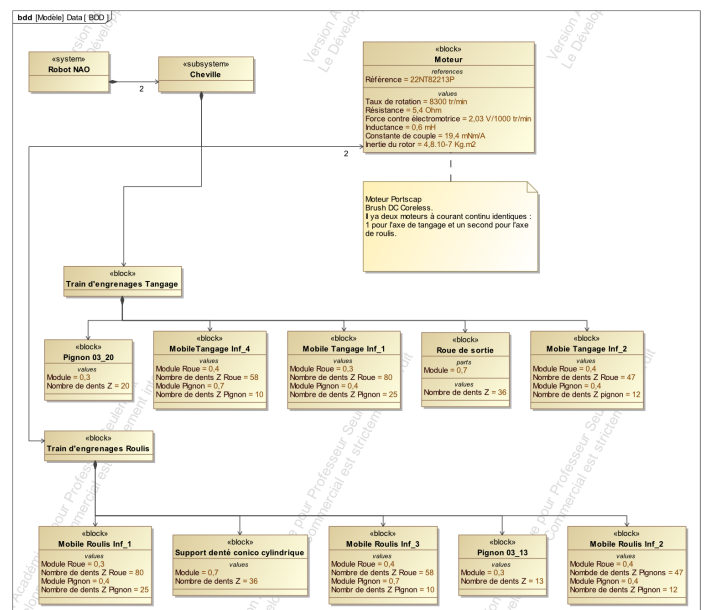 bdd [Modèle] Data [ BDD ]
«system»
Robot NAO
2
«subsystem»
Cheville
«block»
Moteur
references
Référence = 22NT82213P
values
Taux de rotation = 8300 tr/min
Résistance = 5,4 Ohm
Force contre électromotrice = 2,03 V/1000 tr/min
Inductance = 0,6 mH
Constante de couple = 19,4 mNm/A
Inertie du rotor = 4,8.10-7 Kg.m2
2
Moteur Portscap
Brush DC Coreless.
Il ya deux moteurs à courant continu identiques :
1 pour l'axe de tangage et un second pour l'axe
de roulis.
«block»
Train d'engrenages Tangage
«block»
Pignon 03_20
values
Module = 0,3
Nombre de dents Z = 20
«block»
MobileTangage Inf_4
values
Module Roue = 0,4
Nombre de dents Z Roue = 58
Module Pignon = 0,7
Nombre de dents Z Pignon = 10
«block»
Mobile Tangage Inf_1
values
Module Roue = 0,3
Nombre de dents Z Roue = 80
Module Pignon = 0,4
Nombre de dents Z Pignon = 25
«block»
Roue de sortie
parts
Module = 0,7
values
Nombre de dents Z = 36
«block»
Mobile Tangage Inf_2
values
Module Roue = 0,4
Nombre de dents Z Roue = 47
Module Pignon = 0,4
Nombre de dents Z pignon = 12
«block»
Train d'engrenages Roulis
«block»
Mobile Roulis Inf_1
values
Module Roue = 0,3
Nombre de dents Z Roue = 80
Module Pignon = 0,4
Nombre de dents Z Pignon = 25
«block»
Support denté conico cylindrique
values
Module = 0,7
Nombre de dents Z = 36
«block»
Mobile Roulis Inf_3
values
Module Roue = 0,4
Nombre de dents Z Roue = 58
Module Pignon = 0,7
Nombre de dents Z Pignon = 10
«block»
Pignon 03_13
values
Module = 0,3
Nombre de dents Z = 13
«block»
Mobile Roulis Inf_2
values
Module Roue = 0,4
Nombde de dents Z Pignons = 47
Module Pignon = 0,4
Nombre de dents Z Pignon = 12